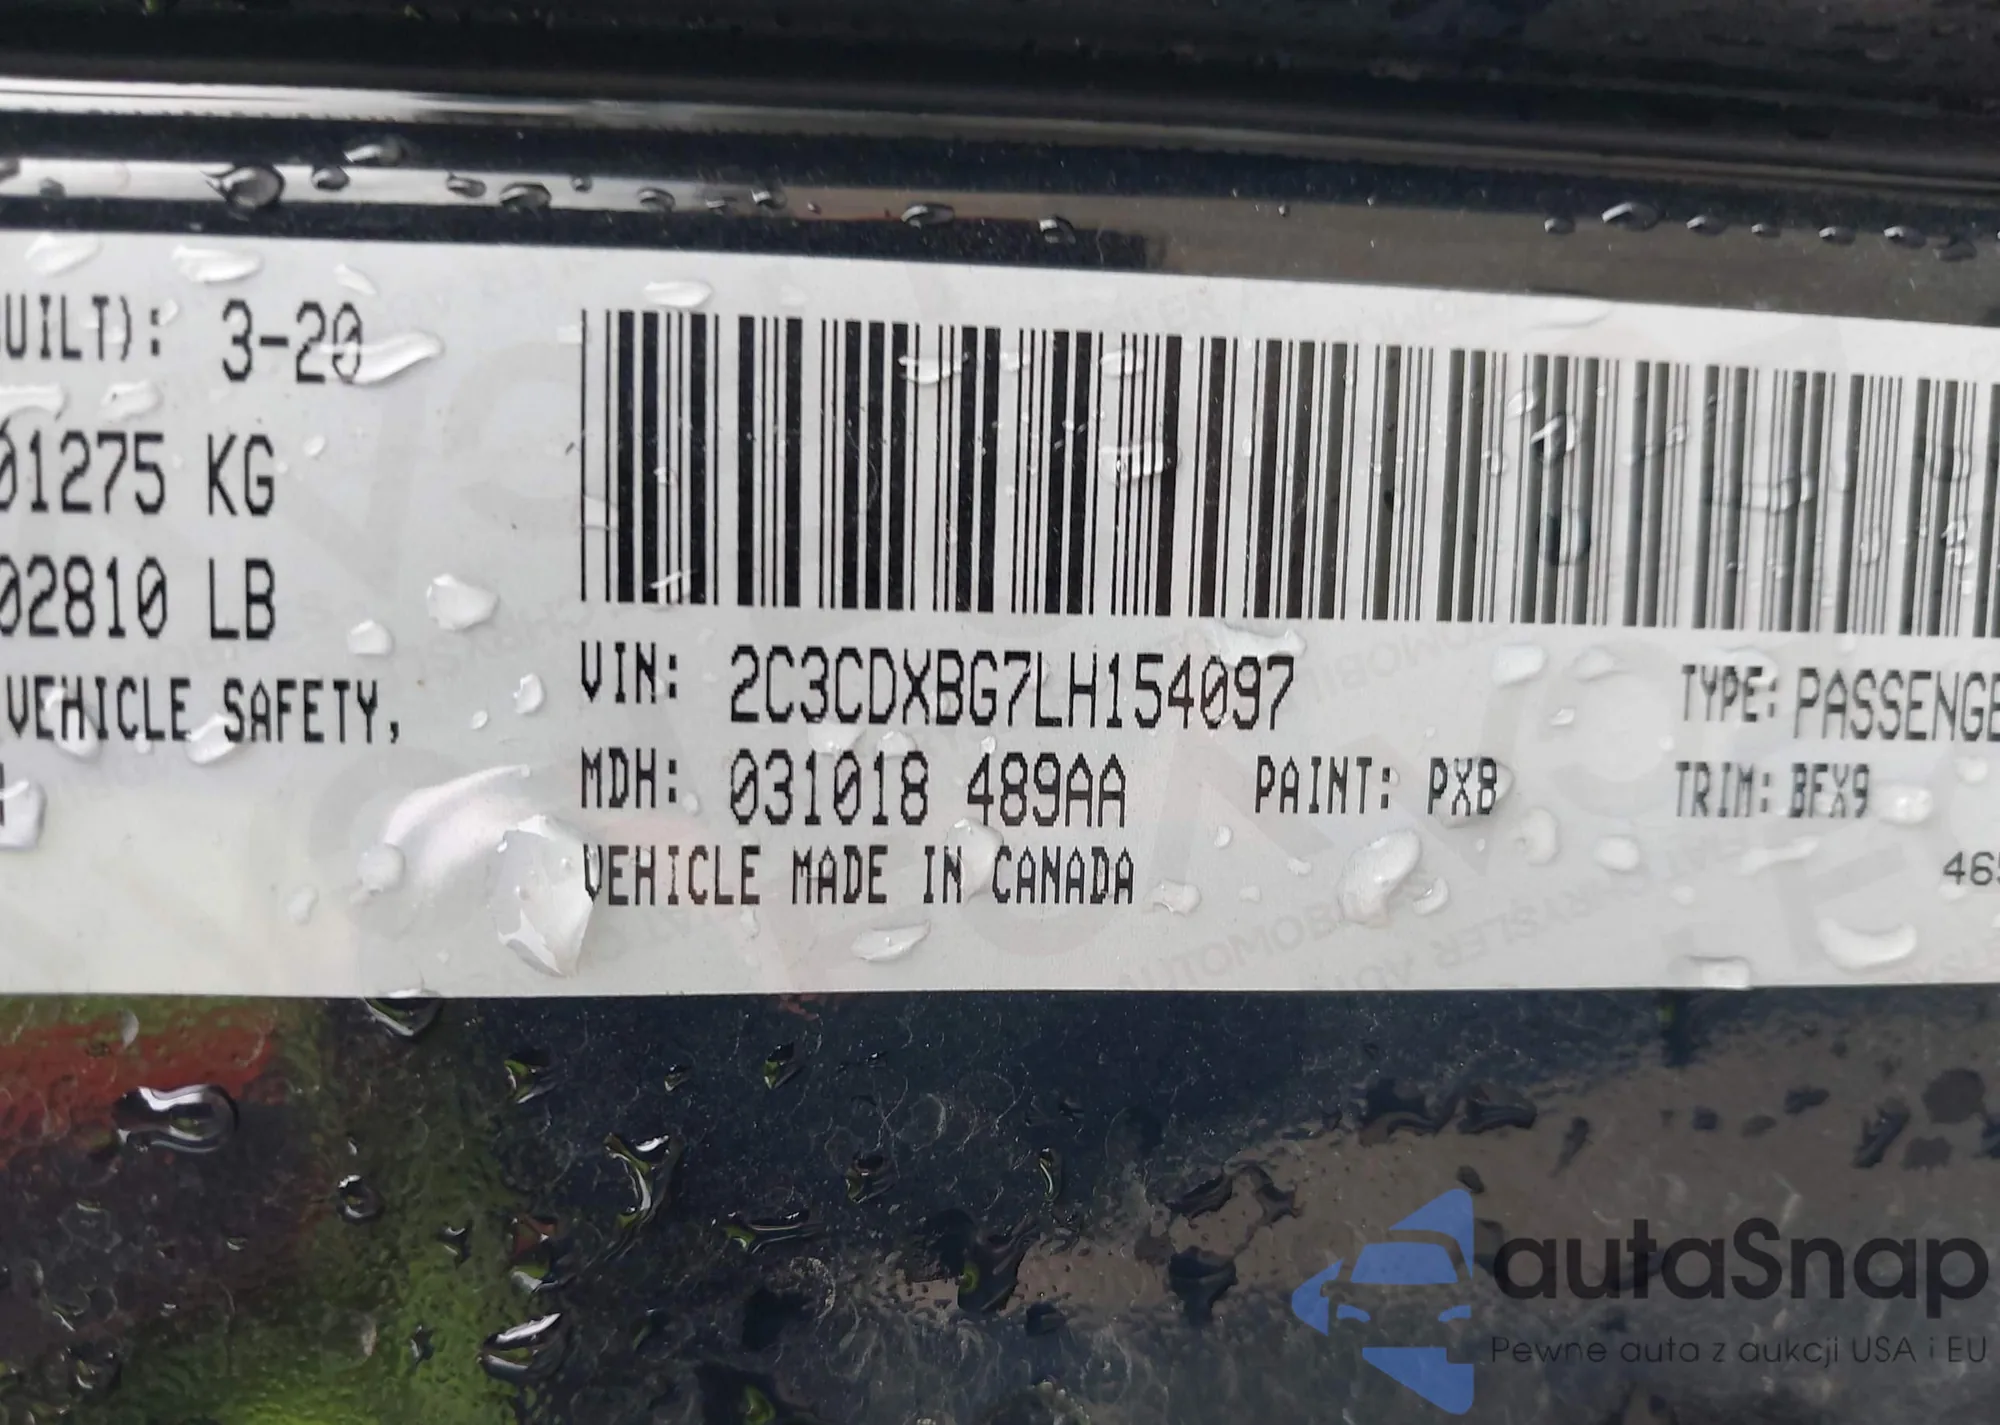 UILT): 3-20
01275 KG
02810 LB
VEHICLE SAFETY,
VIN: 2C3CDXBG7LH154097
TYPE: PASSENGE
MDH: 031018 489AA
PAINT: PX8
TRIM: BFX9
VEHICLE MADE IN CANADA
465
autaSnap
Pewne auta z aukcji USA i EU